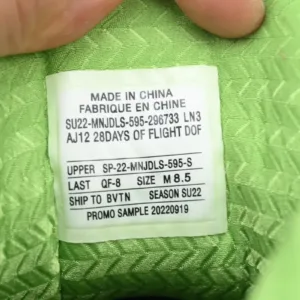 MADE IN CHINA
FABRIQUE EN CHINE
SU22-MNJDLS-595-296733 LN3
AJ12 28DAYS OF FLIGHT DOF
UPPER SP-22-MNJDLS-595-S
LAST QF-8 SIZE M 8.5
SHIP TO BVTN SEASON SU22
PROMO SAMPLE 20220919